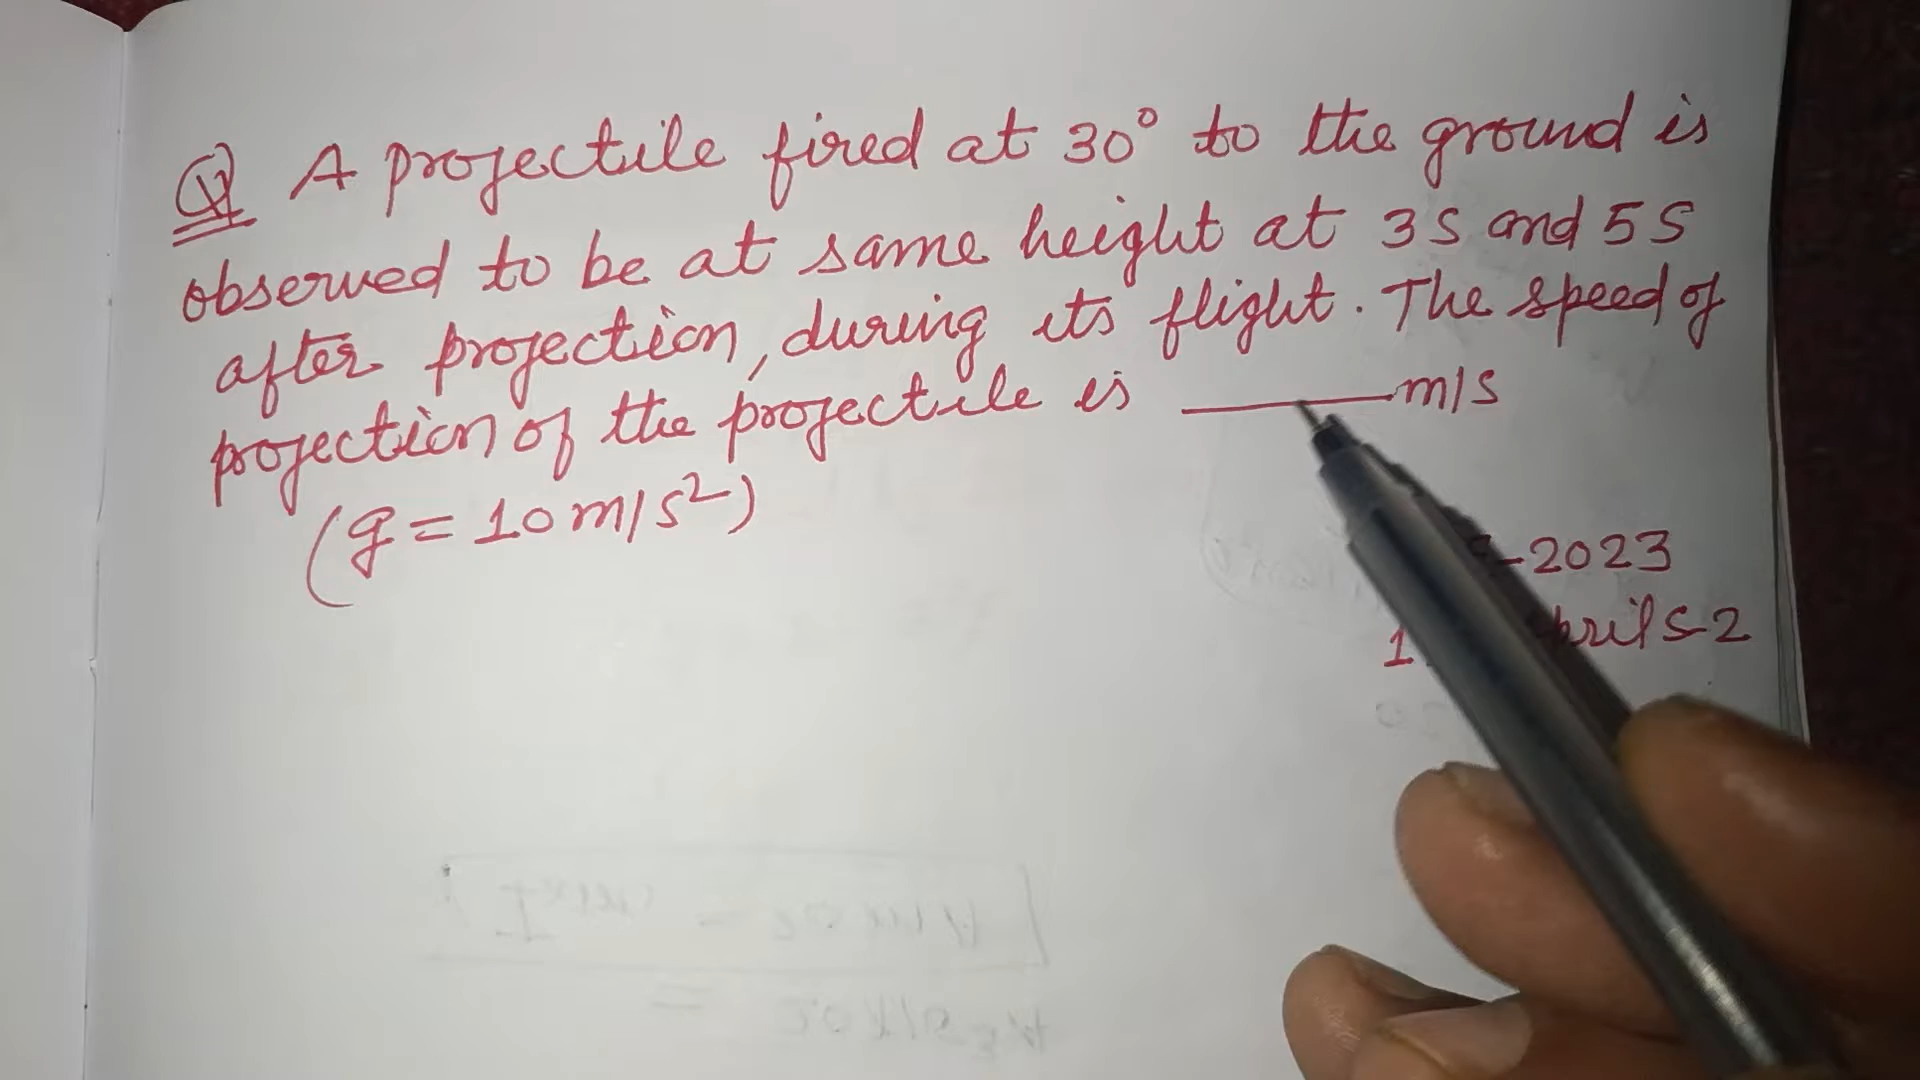 Q A projectile fired at 30° to the ground is
observed to be at same height at 3S and 5S
after projection, during its flight. The speed of
projection of the projectile is ______ m/s
(g = 10 m/s²)
-2023
1 S-2